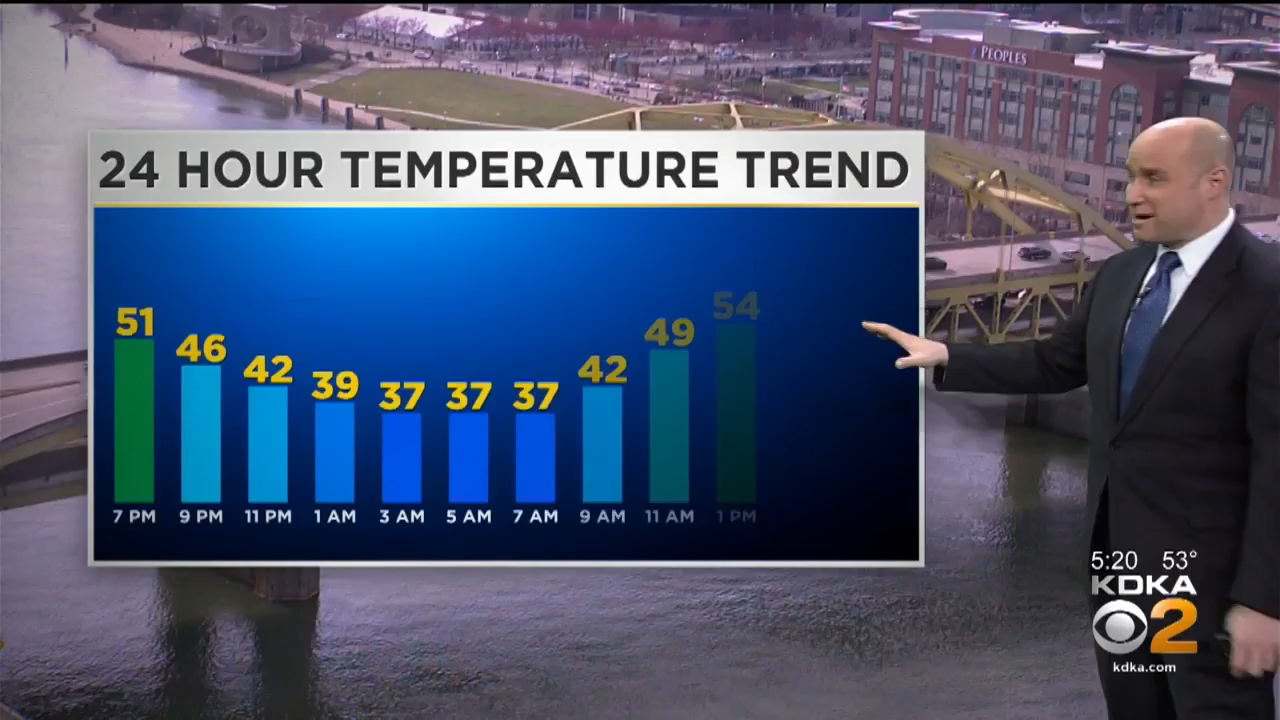 PEOPLES
24 HOUR TEMPERATURE TREND
51 46 42 39 37 37 37 42 49 54
7 PM 9 PM 11 PM 1 AM 3 AM 5 AM 7 AM 9 AM 11 AM 1 PM
5:20 53°
KDKA
2
kdka.com